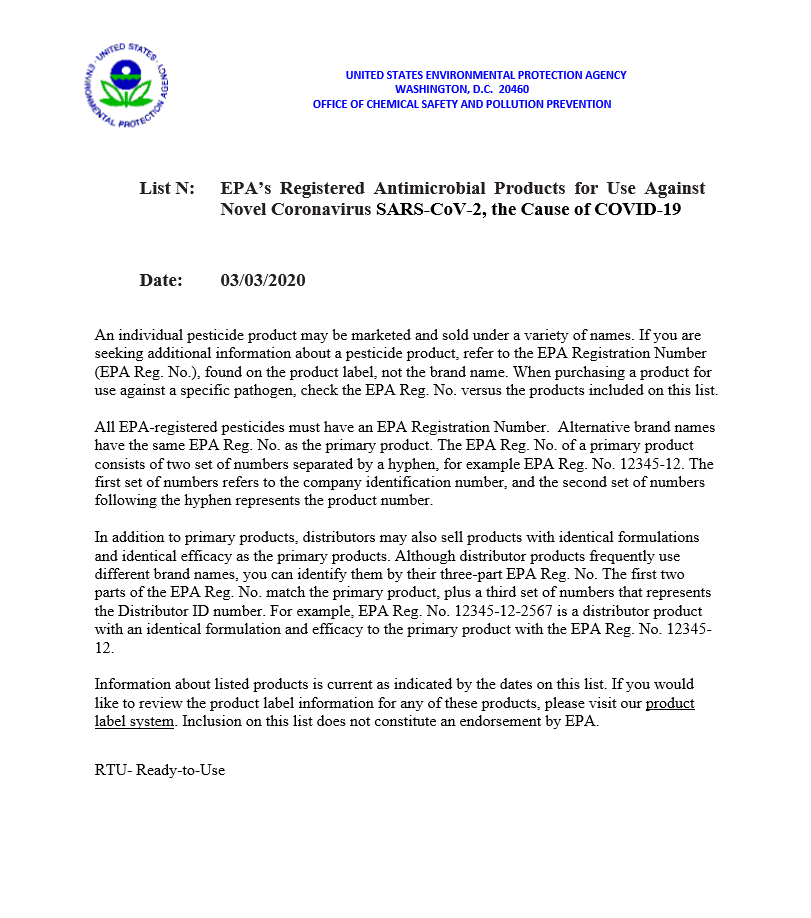 UNITED STATES ENVIRONMENTAL PROTECTION AGENCY
UNITED STATES ENVIRONMENTAL PROTECTION AGENCY
WASHINGTON, D.C. 20460
OFFICE OF CHEMICAL SAFETY AND POLLUTION PREVENTION
List N: EPA’s Registered Antimicrobial Products for Use Against
Novel Coronavirus SARS-CoV-2, the Cause of COVID-19
Date: 03/03/2020
An individual pesticide product may be marketed and sold under a variety of names. If you are
seeking additional information about a pesticide product, refer to the EPA Registration Number
(EPA Reg. No.), found on the product label, not the brand name. When purchasing a product for
use against a specific pathogen, check the EPA Reg. No. versus the products included on this list.
All EPA-registered pesticides must have an EPA Registration Number. Alternative brand names
have the same EPA Reg. No. as the primary product. The EPA Reg. No. of a primary product
consists of two set of numbers separated by a hyphen, for example EPA Reg. No. 12345-12. The
first set of numbers refers to the company identification number, and the second set of numbers
following the hyphen represents the product number.
In addition to primary products, distributors may also sell products with identical formulations
and identical efficacy as the primary products. Although distributor products frequently use
different brand names, you can identify them by their three-part EPA Reg. No. The first two
parts of the EPA Reg. No. match the primary product, plus a third set of numbers that represents
the Distributor ID number. For example, EPA Reg. No. 12345-12-2567 is a distributor product
with an identical formulation and efficacy to the primary product with the EPA Reg. No. 12345-
12.
Information about listed products is current as indicated by the dates on this list. If you would
like to review the product label information for any of these products, please visit our product
label system. Inclusion on this list does not constitute an endorsement by EPA.
RTU- Ready-to-Use